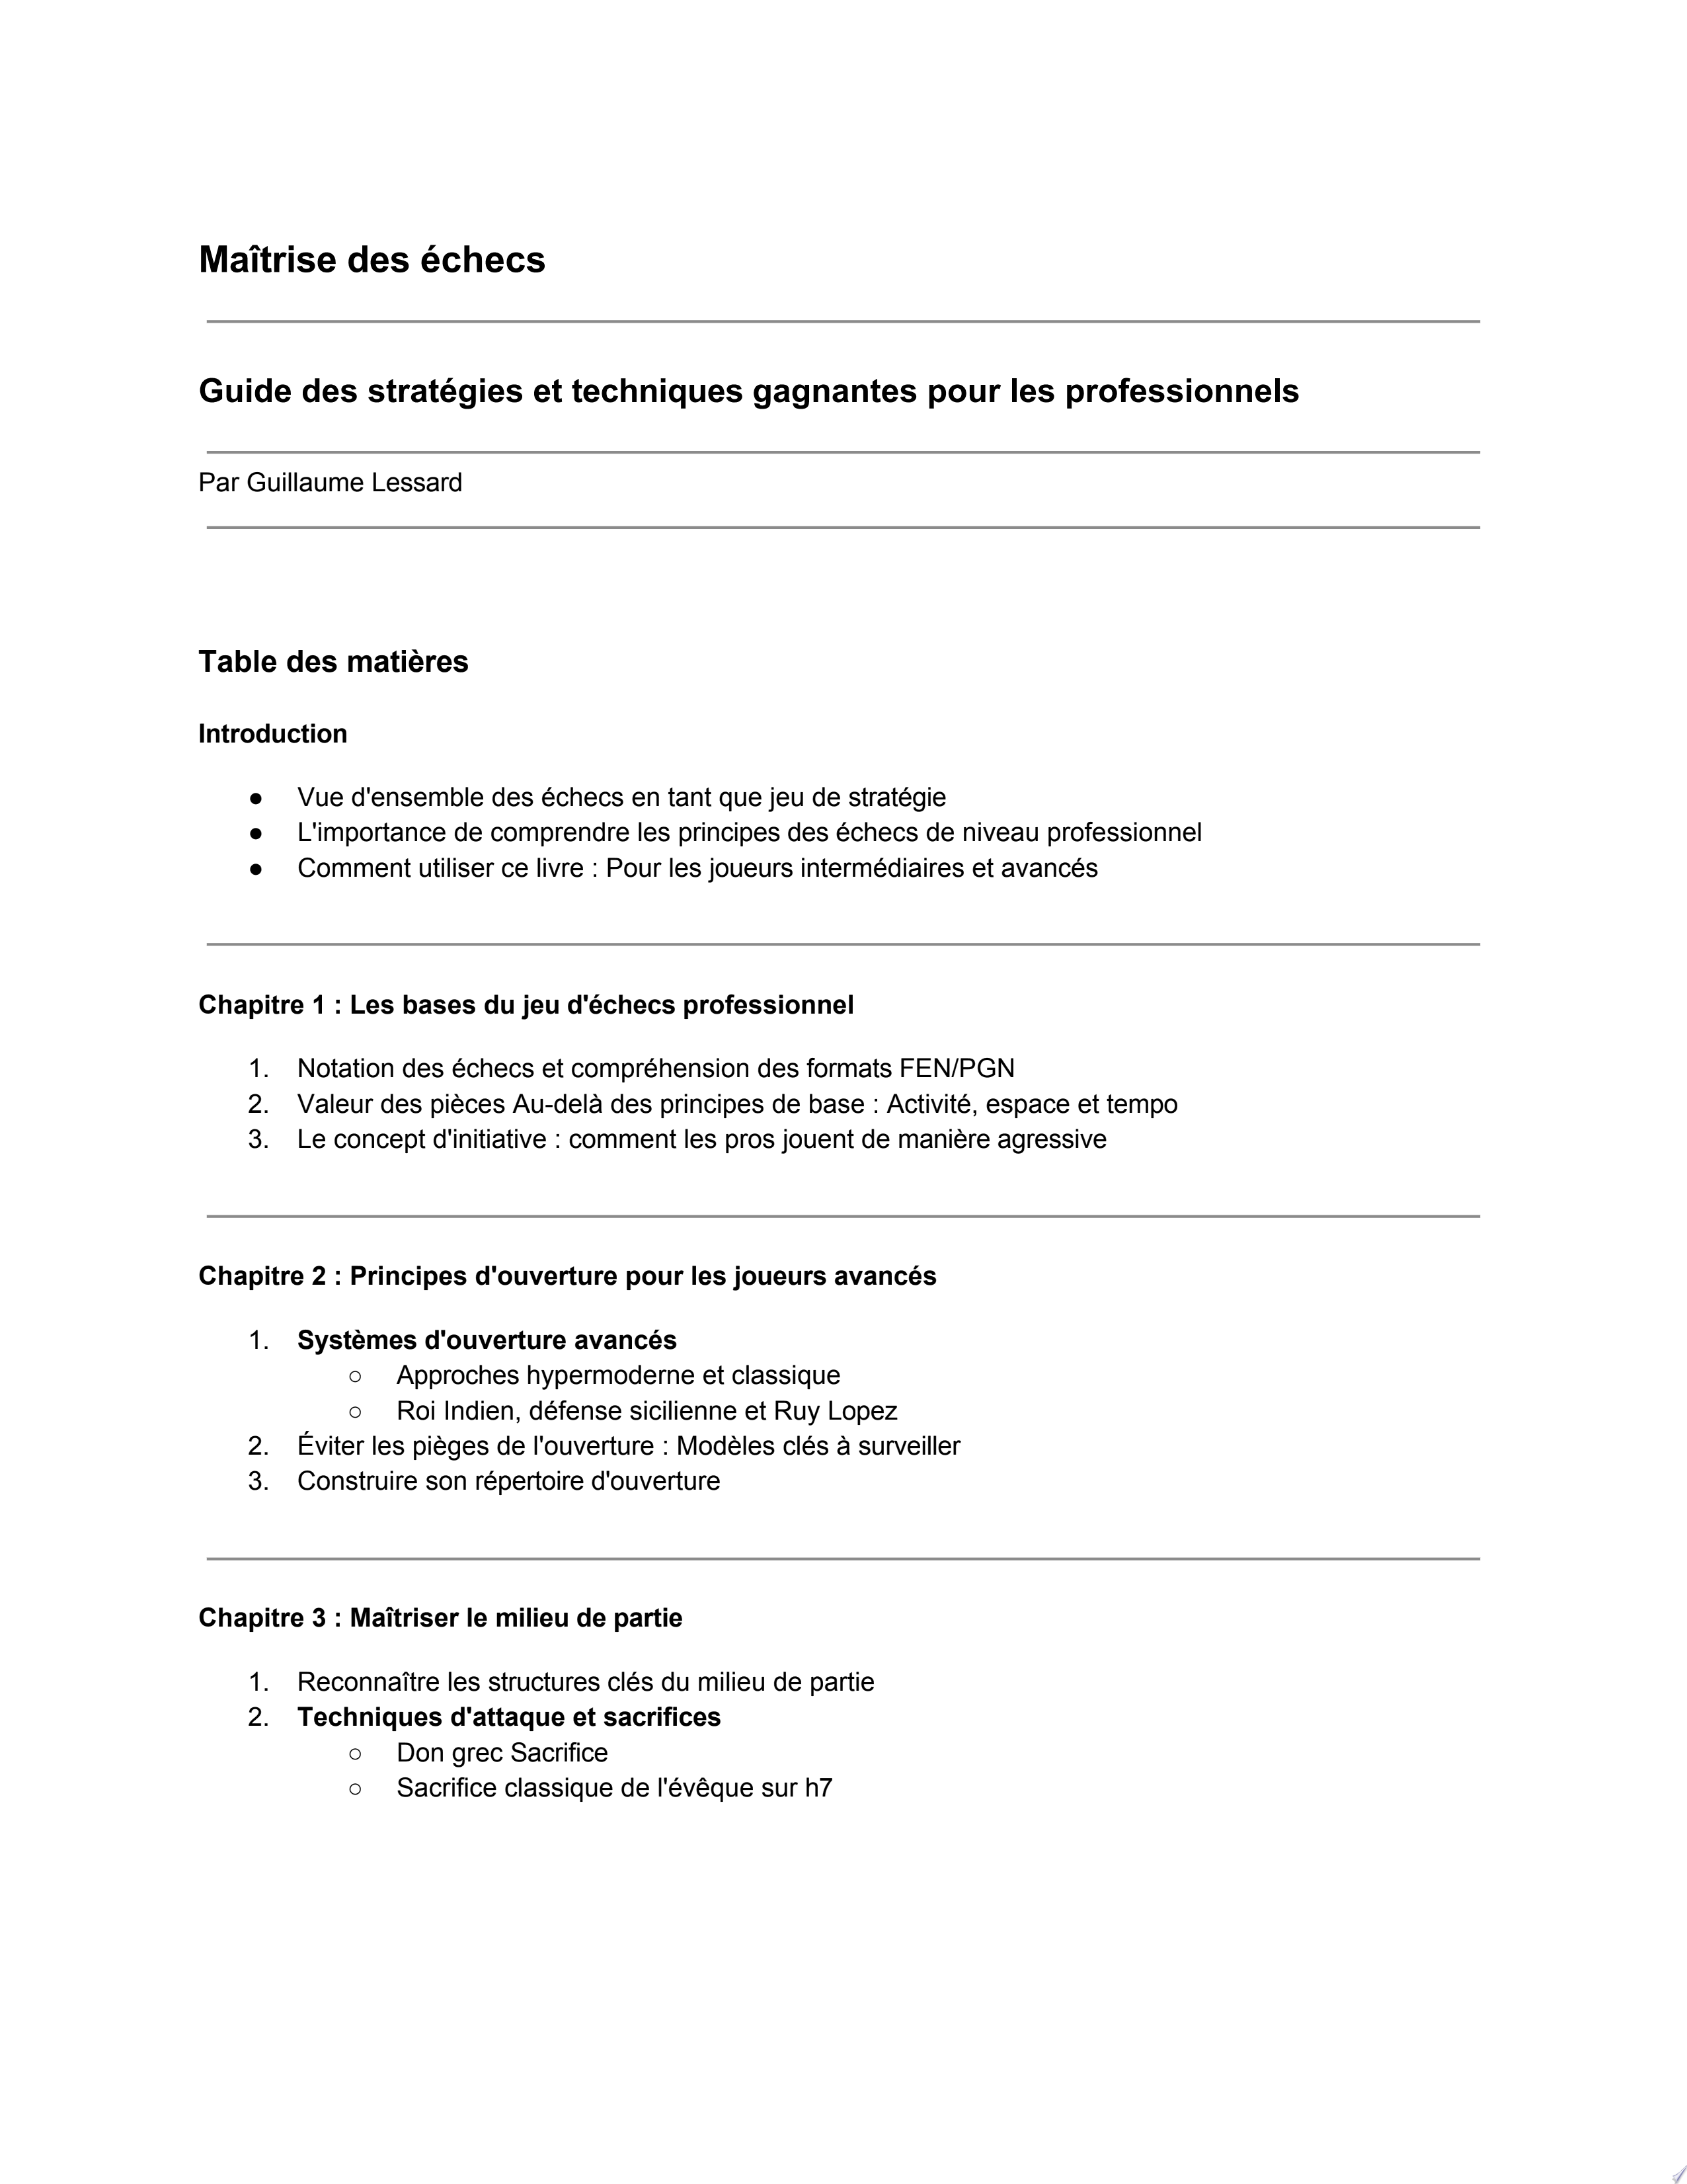 Maîtrise des échecs
Guide des stratégies et techniques gagnantes pour les professionnels
Par Guillaume Lessard
Table des matières
Introduction
● Vue d'ensemble des échecs en tant que jeu de stratégie
● L'importance de comprendre les principes des échecs de niveau professionnel
● Comment utiliser ce livre : Pour les joueurs intermédiaires et avancés
Chapitre 1 : Les bases du jeu d'échecs professionnel
1. Notation des échecs et compréhension des formats FEN/PGN
2. Valeur des pièces Au-delà des principes de base : Activité, espace et tempo
3. Le concept d'initiative : comment les pros jouent de manière agressive
Chapitre 2 : Principes d'ouverture pour les joueurs avancés
1. Systèmes d'ouverture avancés
○ Approches hypermoderne et classique
○ Roi Indien, défense sicilienne et Ruy Lopez
2. Éviter les pièges de l'ouverture : Modèles clés à surveiller
3. Construire son répertoire d'ouverture
Chapitre 3 : Maîtriser le milieu de partie
1. Reconnaître les structures clés du milieu de partie
2. Techniques d'attaque et sacrifices
○ Don grec Sacrifice
○ Sacrifice classique de l'évêque sur h7